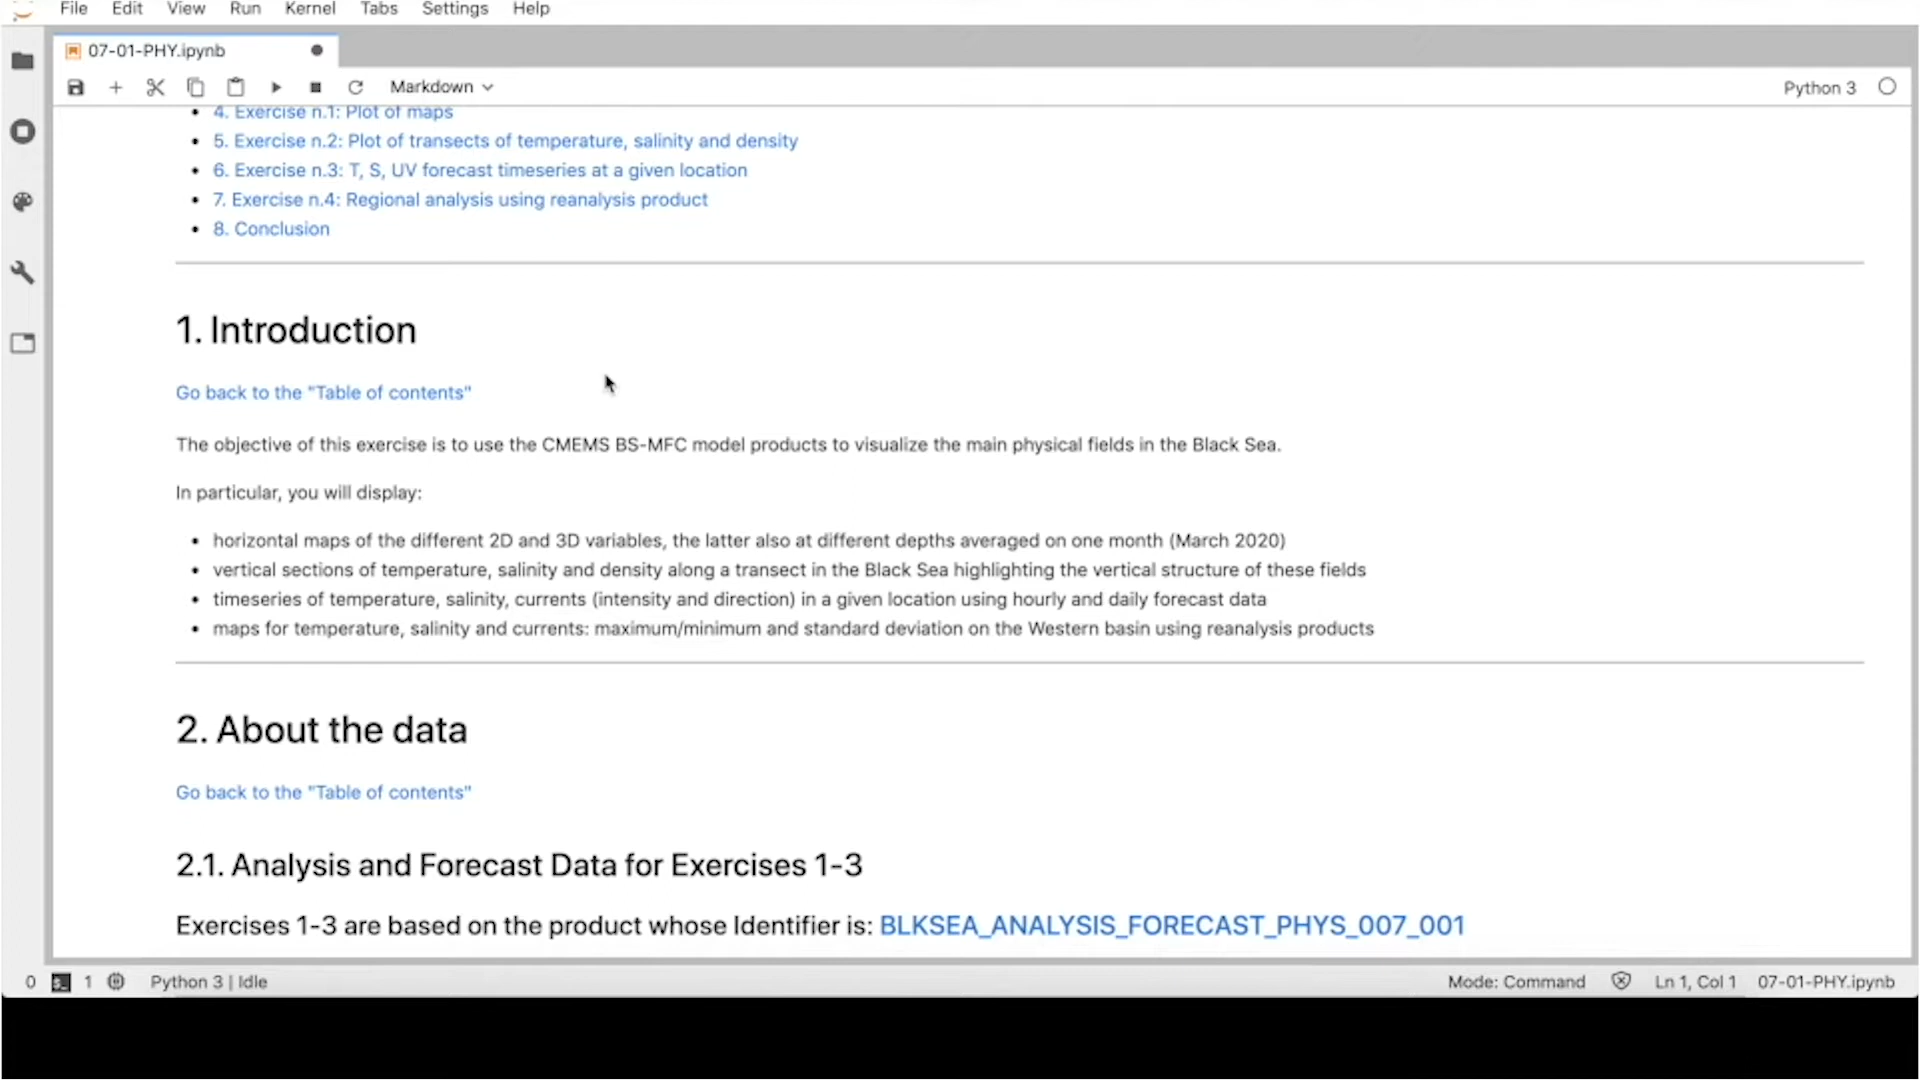 File Edit View Run Kernel Tabs Settings Help
07-01-PHY.ipynb
Markdown
Python 3
4. Exercise n.1: Plot of maps
5. Exercise n.2: Plot of transects of temperature, salinity and density
6. Exercise n.3: T, S, UV forecast timeseries at a given location
7. Exercise n.4: Regional analysis using reanalysis product
8. Conclusion
1. Introduction
Go back to the "Table of contents"
The objective of this exercise is to use the CMEMS BS-MFC model products to visualize the main physical fields in the Black Sea.
In particular, you will display:
horizontal maps of the different 2D and 3D variables, the latter also at different depths averaged on one month (March 2020)
vertical sections of temperature, salinity and density along a transect in the Black Sea highlighting the vertical structure of these fields
timeseries of temperature, salinity, currents (intensity and direction) in a given location using hourly and daily forecast data
maps for temperature, salinity and currents: maximum/minimum and standard deviation on the Western basin using reanalysis products
2. About the data
Go back to the "Table of contents"
2.1. Analysis and Forecast Data for Exercises 1-3
Exercises 1-3 are based on the product whose Identifier is: BLKSEA_ANALYSIS_FORECAST_PHYS_007_001
0 1 Python 3 | Idle Mode: Command Ln 1, Col 1 07-01-PHY.ipynb